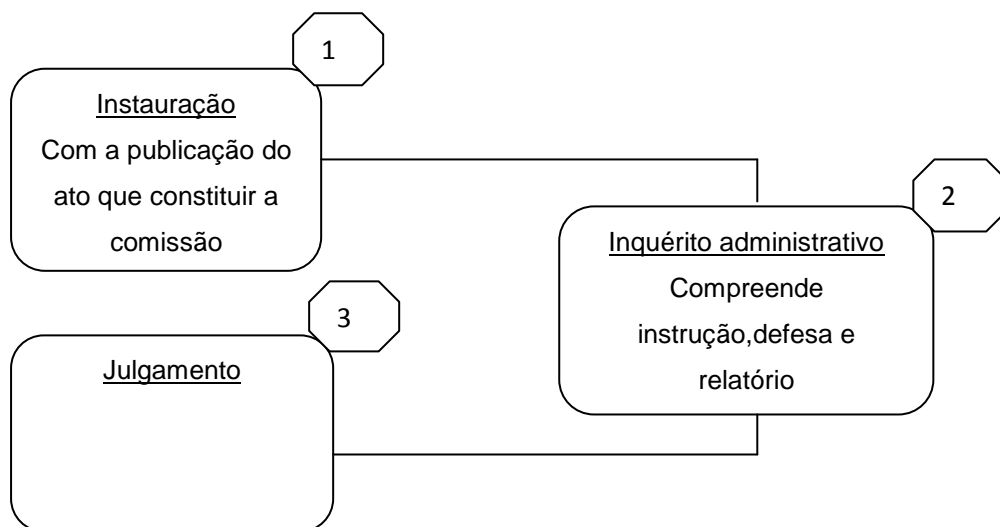 1
Instauração
Com a publicação do
ato que constituir a
comissão
2
Inquérito administrativo
Compreende
instrução,defesa e
relatório
3
Julgamento